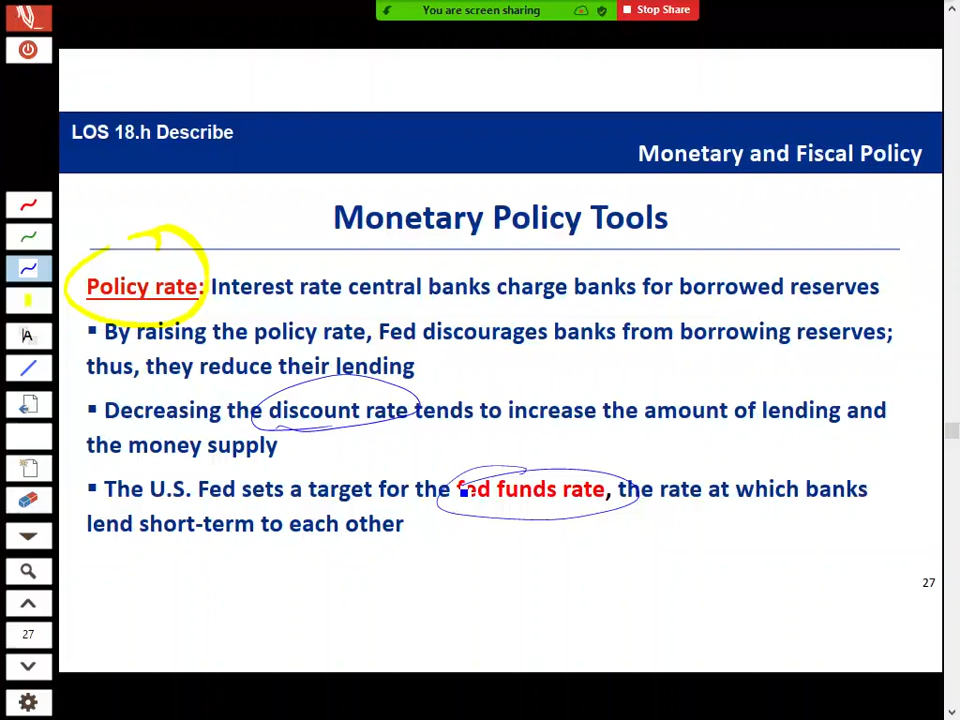 You are screen sharing
Stop Share
LOS 18.h Describe
Monetary and Fiscal Policy
Monetary Policy Tools
Policy rate: Interest rate central banks charge banks for borrowed reserves
▪ By raising the policy rate, Fed discourages banks from borrowing reserves;
thus, they reduce their lending
▪ Decreasing the discount rate tends to increase the amount of lending and
the money supply
▪ The U.S. Fed sets a target for the fed funds rate, the rate at which banks
lend short-term to each other
27
A
27